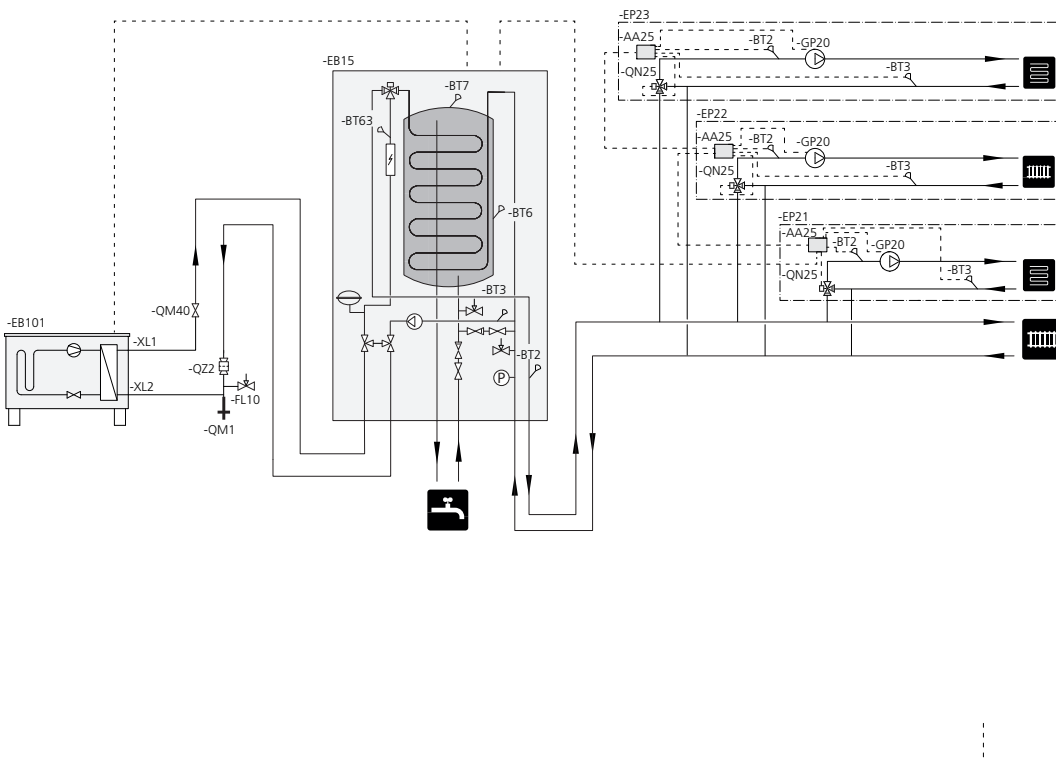 -EP23
-AA25
-BT2
-GP20
-EB15
-BT3
-QN25
-BT7
-EP22
-BT63
-AA25
-BT2
-GP20
-BT3
-QN25
-BT6
-EP21
-AA25
-BT2
-GP20
-BT3
-QN25
-BT3
-QM40
-EB101
-XL1
-BT2
-QZ2
P
-XL2
-FL10
-QM1